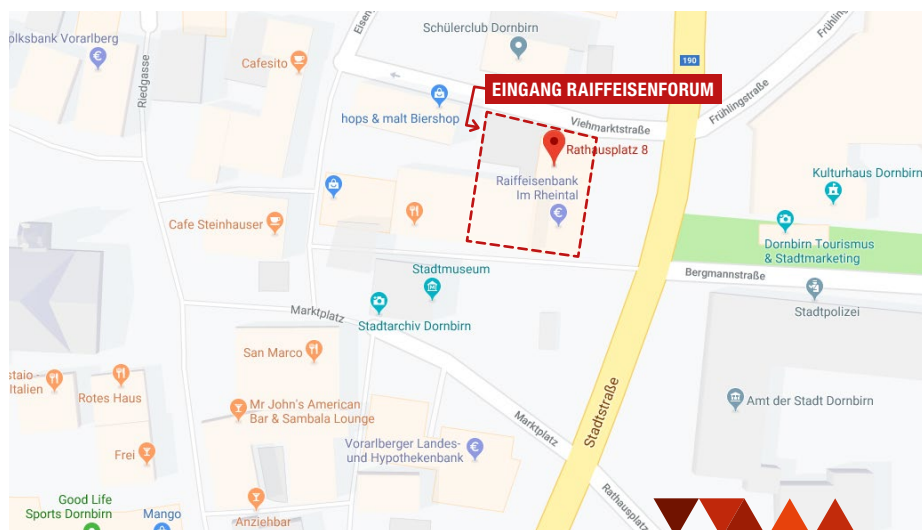 olksbank Vorarlberg
Riedgasse
Eisen
Cafesito
Schülerclub Dornbirn
190
Frühlingstraße
Frühlin
EINGANG RAIFFEISENFORUM
hops & malt Biershop
Viehmarktstraße
Rathausplatz 8
Raiffeisenbank
Im Rheintal
Kulturhaus Dornbirn
Cafe Steinhauser
Dornbirn Tourismus
& Stadtmarketing
Stadtmuseum
Bergmannstraße
Marktplatz
Stadtarchiv Dornbirn
Stadtpolizei
San Marco
staio -
Italien
Rotes Haus
Mr John's American
Bar & Sambala Lounge
Stadtstraße
Amt der Stadt Dornbirn
Marktplatz
Vorarlberger Landes-
und Hypothekenbank
Frei
Rathausplatz
Good Life
Sports Dornbirn
Mango
Anziehbar